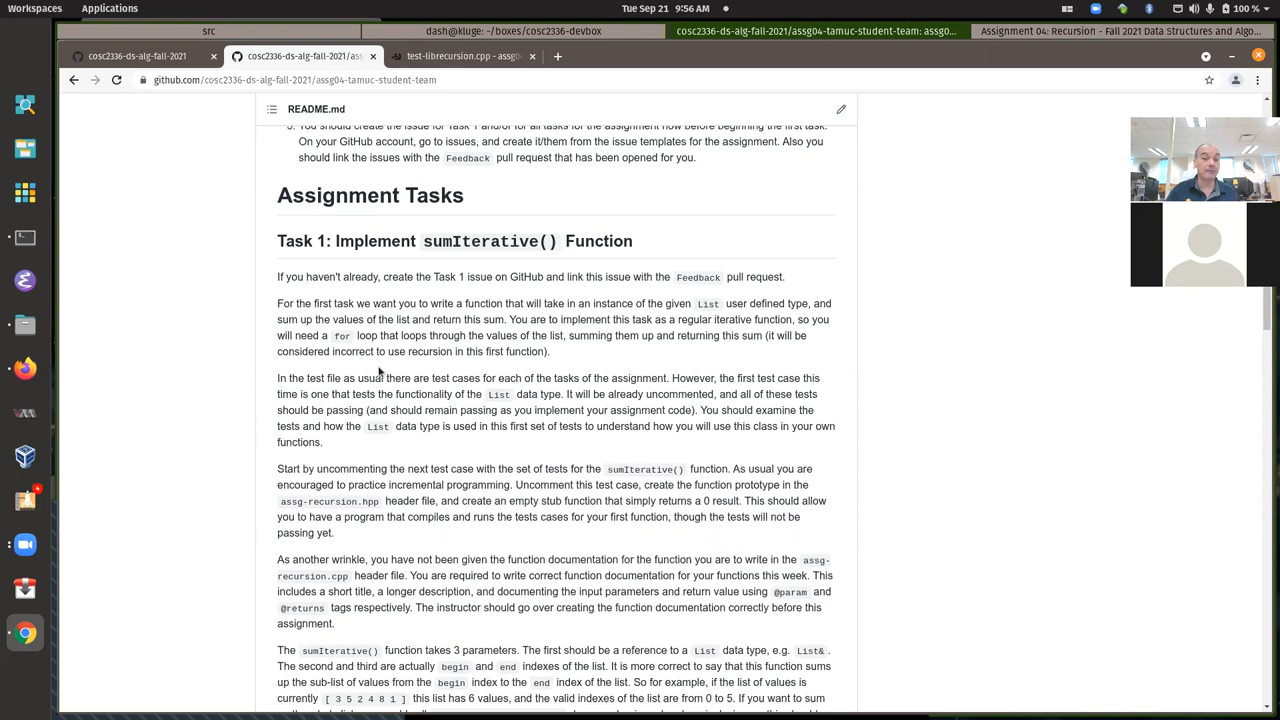 Workspaces
Applications
Tue Sep 21 9:56 AM
100 %
src
dash@kluge: ~/boxes/cosc2336-devbox
cosc2336-ds-alg-fall-2021/assg04-tamuc-student-team: assg0...
Assignment 04: Recursion - Fall 2021 Data Structures and Algo...
cosc2336-ds-alg-fall-2021
cosc2336-ds-alg-fall-2021/ass
test-librecursion.cpp - assg04
github.com/cosc2336-ds-alg-fall-2021/assg04-tamuc-student-team
README.md
5. You should create the issue for Task 1 and/or for all tasks for the assignment now before beginning the first task.
On your GitHub account, go to issues, and create it/them from the issue templates for the assignment. Also you
should link the issues with the Feedback pull request that has been opened for you.
Assignment Tasks
Task 1: Implement sumIterative() Function
If you haven't already, create the Task 1 issue on GitHub and link this issue with the Feedback pull request.
For the first task we want you to write a function that will take in an instance of the given List user defined type, and
sum up the values of the list and return this sum. You are to implement this task as a regular iterative function, so you
will need a for loop that loops through the values of the list, summing them up and returning this sum (it will be
considered incorrect to use recursion in this first function).
In the test file as usual there are test cases for each of the tasks of the assignment. However, the first test case this
time is one that tests the functionality of the List data type. It will be already uncommented, and all of these tests
should be passing (and should remain passing as you implement your assignment code). You should examine the
tests and how the List data type is used in this first set of tests to understand how you will use this class in your own
functions.
Start by uncommenting the next test case with the set of tests for the sumIterative() function. As usual you are
encouraged to practice incremental programming. Uncomment this test case, create the function prototype in the
assg-recursion.hpp header file, and create an empty stub function that simply returns a 0 result. This should allow
you to have a program that compiles and runs the tests cases for your first function, though the tests will not be
passing yet.
As another wrinkle, you have not been given the function documentation for the function you are to write in the assg-
recursion.cpp header file. You are required to write correct function documentation for your functions this week. This
includes a short title, a longer description, and documenting the input parameters and return value using @param and
@returns tags respectively. The instructor should go over creating the function documentation correctly before this
assignment.
The sumIterative() function takes 3 parameters. The first should be a reference to a List data type, e.g. List& .
The second and third are actually begin and end indexes of the list. It is more correct to say that this function sums
up the sub-list of values from the begin index to the end index of the list. So for example, if the list of values is
currently [ 3 5 2 4 8 1 ] this list has 6 values, and the valid indexes of the list are from 0 to 5. If you want to sum